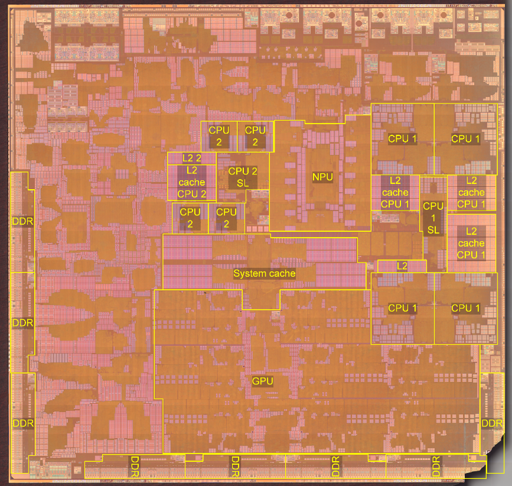 CPU
2
CPU
2
L2 2
L2
cache
CPU 2
CPU 2
SL
CPU
2
CPU
2
NPU
CPU 1
CPU 1
L2
cache
CPU 1
CPU
1
SL
L2
cache
CPU 1
L2
cache
CPU 1
L2
CPU 1
CPU 1
System cache
GPU
DDR
DDR
DDR
DDR
DDR
DDR
DDR
DDR